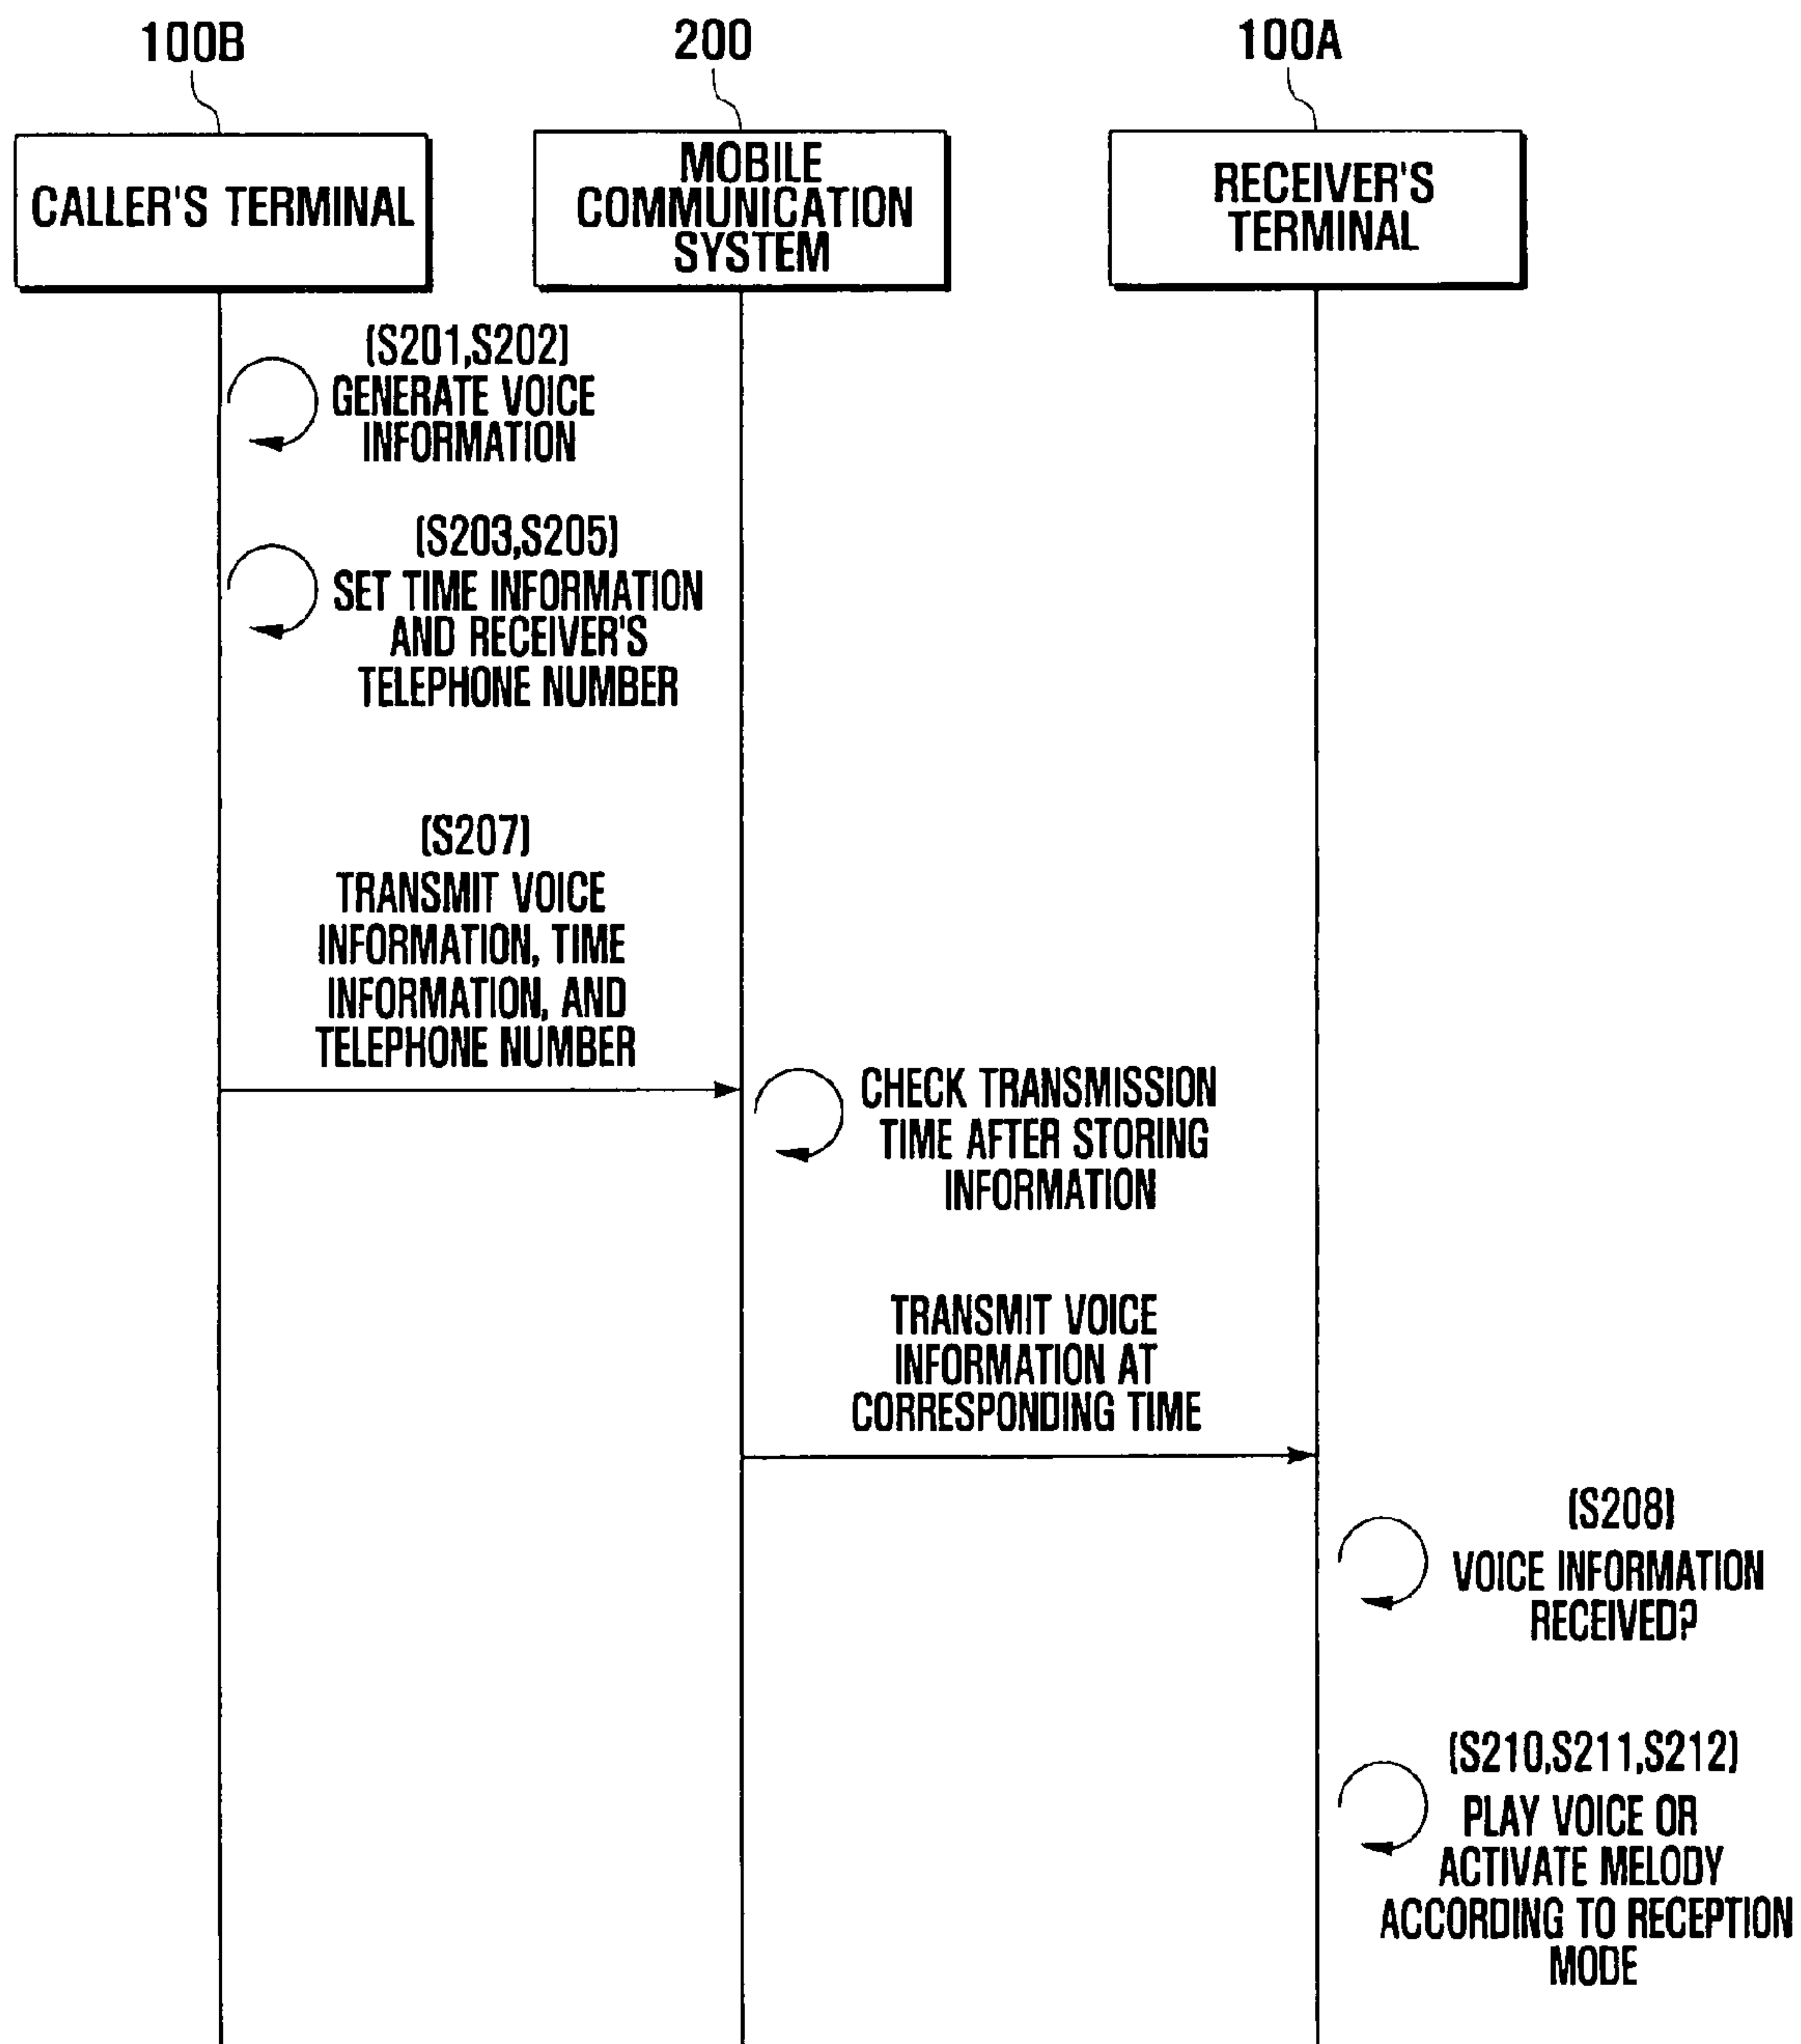 100B
200
100A
CALLER'S TERMINAL
MOBILE
COMMUNICATION
SYSTEM
RECEIVER'S
TERMINAL
(S201,S202)
GENERATE VOICE
INFORMATION
(S203,S205)
SET TIME INFORMATION
AND RECEIVER'S
TELEPHONE NUMBER
(S207)
TRANSMIT VOICE
INFORMATION, TIME
INFORMATION, AND
TELEPHONE NUMBER
CHECK TRANSMISSION
TIME AFTER STORING
INFORMATION
TRANSMIT VOICE
INFORMATION AT
CORRESPONDING TIME
(S208)
VOICE INFORMATION
RECEIVED?
(S210,S211,S212)
PLAY VOICE OR
ACTIVATE MELODY
ACCORDING TO RECEPTION
MODE